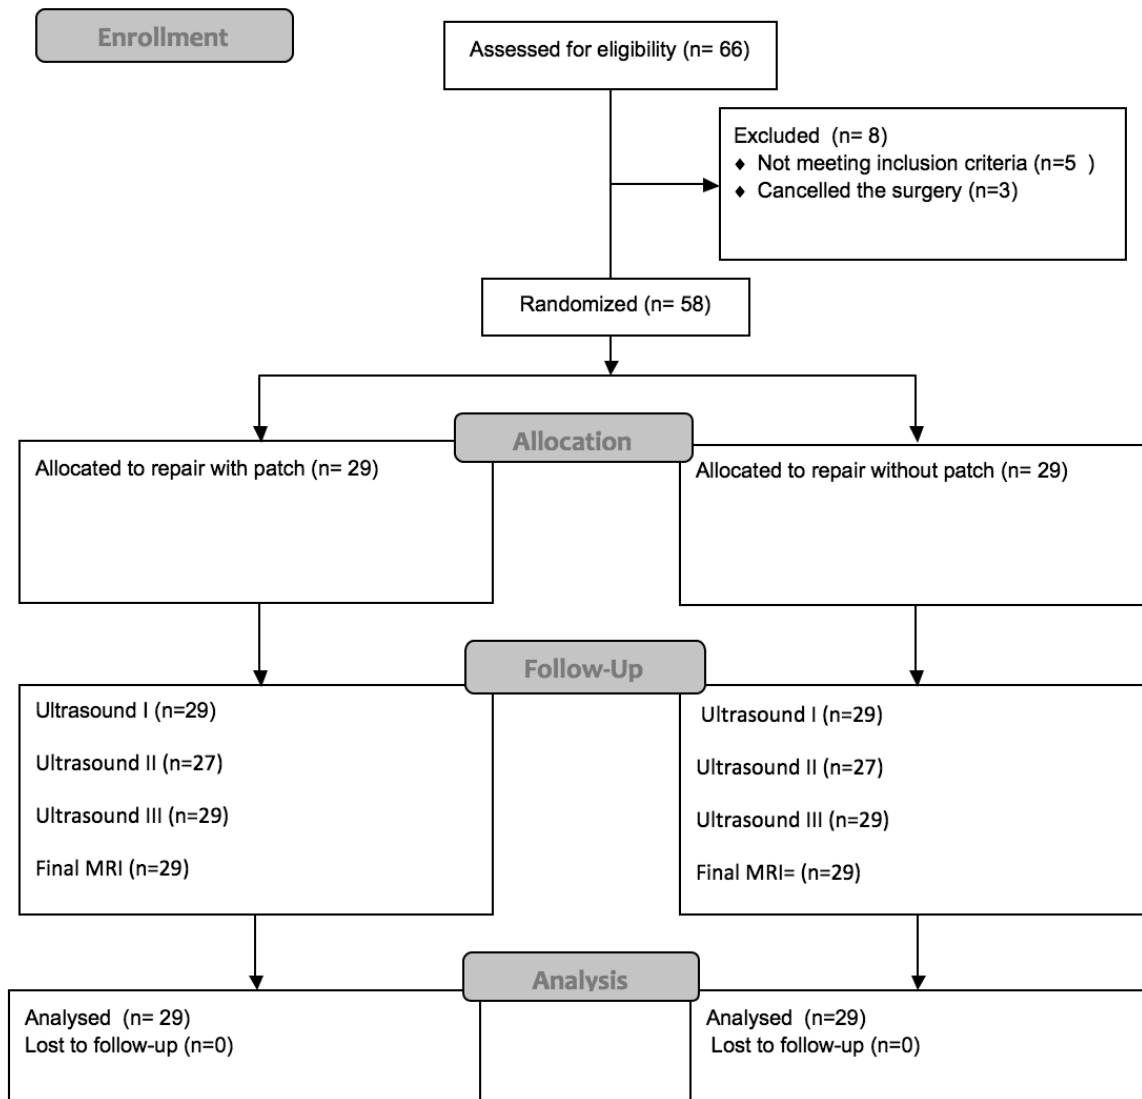 Enrollment
Assessed for eligibility (n= 66)
Excluded  (n= 8)
♦ Not meeting inclusion criteria (n=5  )
♦ Cancelled the surgery (n=3)
Randomized (n= 58)
Allocation
Allocated to repair with patch (n= 29)
Allocated to repair without patch (n= 29)
Follow-Up
Ultrasound I (n=29)
Ultrasound II (n=27)
Ultrasound III (n=29)
Final MRI (n=29)
Ultrasound I (n=29)
Ultrasound II (n=27)
Ultrasound III (n=29)
Final MRI= (n=29)
Analysis
Analysed  (n= 29)
Lost to follow-up (n=0)
Analysed  (n=29)
Lost to follow-up (n=0)